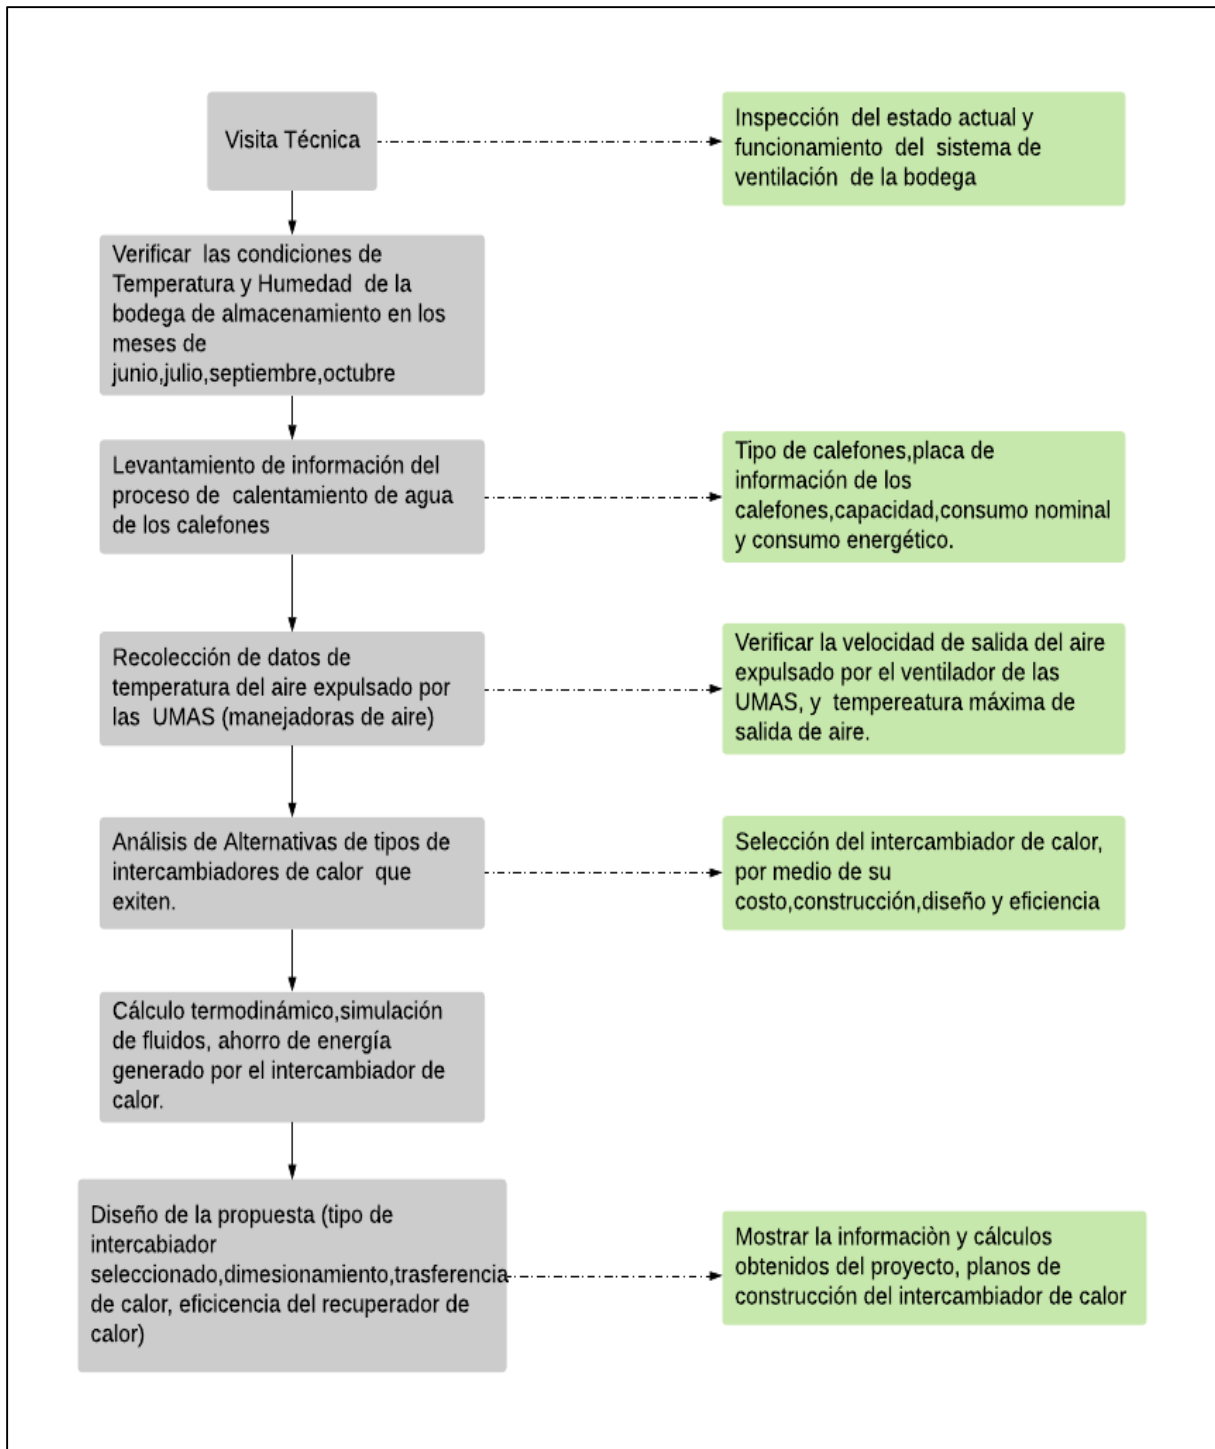 Visita Técnica
Inspección del estado actual y
funcionamiento del sistema de
ventilación de la bodega
Verificar las condiciones de
Temperatura y Humedad de la
bodega de almacenamiento en los
meses de
junio,julio,septiembre,octubre
Levantamiento de información del
proceso de calentamiento de agua
de los calefones
Tipo de calefones,placa de
información de los
calefones,capacidad,consumo nominal
y consumo energético.
Recolección de datos de
temperatura del aire expulsado por
las UMAS (manejadoras de aire)
Verificar la velocidad de salida del aire
expulsado por el ventilador de las
UMAS, y tempereatura máxima de
salida de aire.
Análisis de Alternativas de tipos de
intercambiadores de calor que
exiten.
Selección del intercambiador de calor,
por medio de su
costo,construcción,diseño y eficiencia
Cálculo termodinámico,simulación
de fluidos, ahorro de energía
generado por el intercambiador de
calor.
Diseño de la propuesta (tipo de
intercabiador
seleccionado,dimesionamiento,trasferencia
de calor, eficicencia del recuperador de
calor)
Mostrar la informaciòn y cálculos
obtenidos del proyecto, planos de
construcción del intercambiador de calor